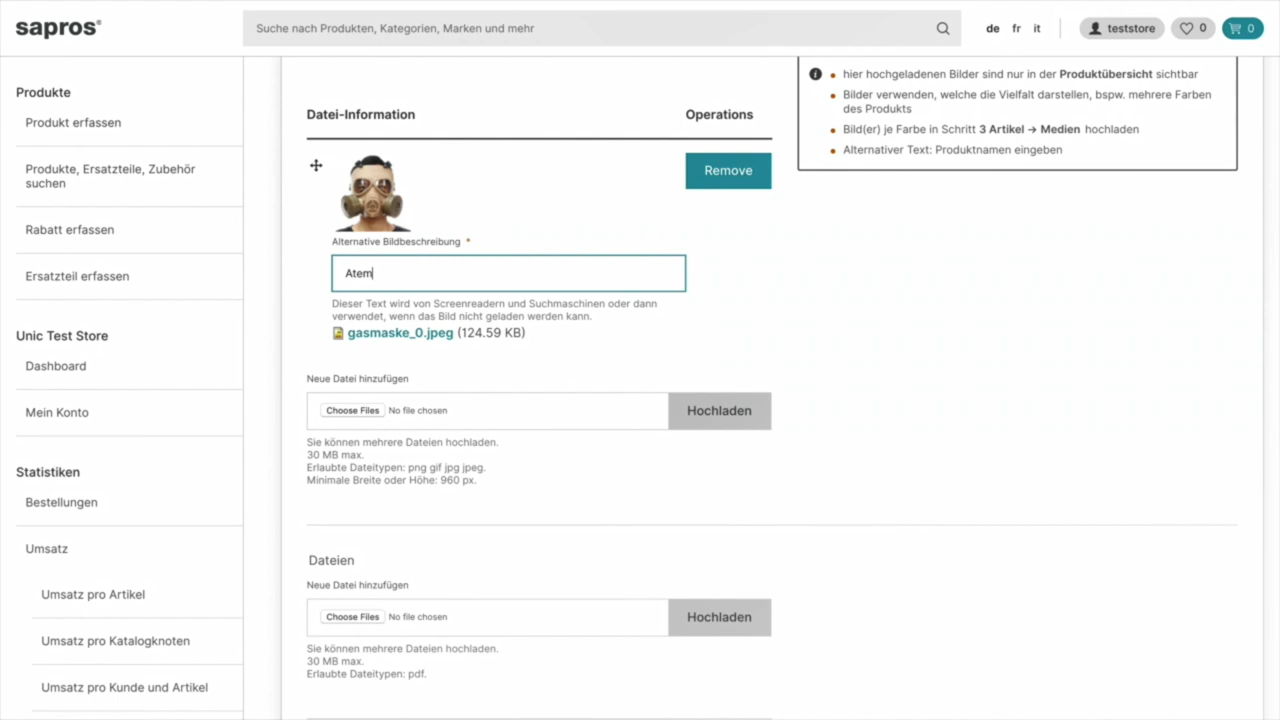 sapros®
Suche nach Produkten, Kategorien, Marken und mehr
de fr it
teststore
0
0
Produkte
Produkt erfassen
Produkte, Ersatzteile, Zubehör
suchen
Rabatt erfassen
Ersatzteil erfassen
Unic Test Store
Dashboard
Mein Konto
Statistiken
Bestellungen
Umsatz
Umsatz pro Artikel
Umsatz pro Katalogknoten
Umsatz pro Kunde und Artikel
Datei-Information
Operations
Remove
Alternative Bildbeschreibung *
Atem
Dieser Text wird von Screenreadern und Suchmaschinen oder dann
verwendet, wenn das Bild nicht geladen werden kann.
gasmaske_0.jpeg (124.59 KB)
Neue Datei hinzufügen
Choose Files No file chosen
Hochladen
Sie können mehrere Dateien hochladen.
30 MB max.
Erlaubte Dateitypen: png gif jpg jpeg.
Minimale Breite oder Höhe: 960 px.
Dateien
Neue Datei hinzufügen
Choose Files No file chosen
Hochladen
Sie können mehrere Dateien hochladen.
30 MB max.
Erlaubte Dateitypen: pdf.
hier hochgeladenen Bilder sind nur in der Produktübersicht sichtbar
Bilder verwenden, welche die Vielfalt darstellen, bspw. mehrere Farben
des Produkts
Bild(er) je Farbe in Schritt 3 Artikel → Medien hochladen
Alternativer Text: Produktnamen eingeben